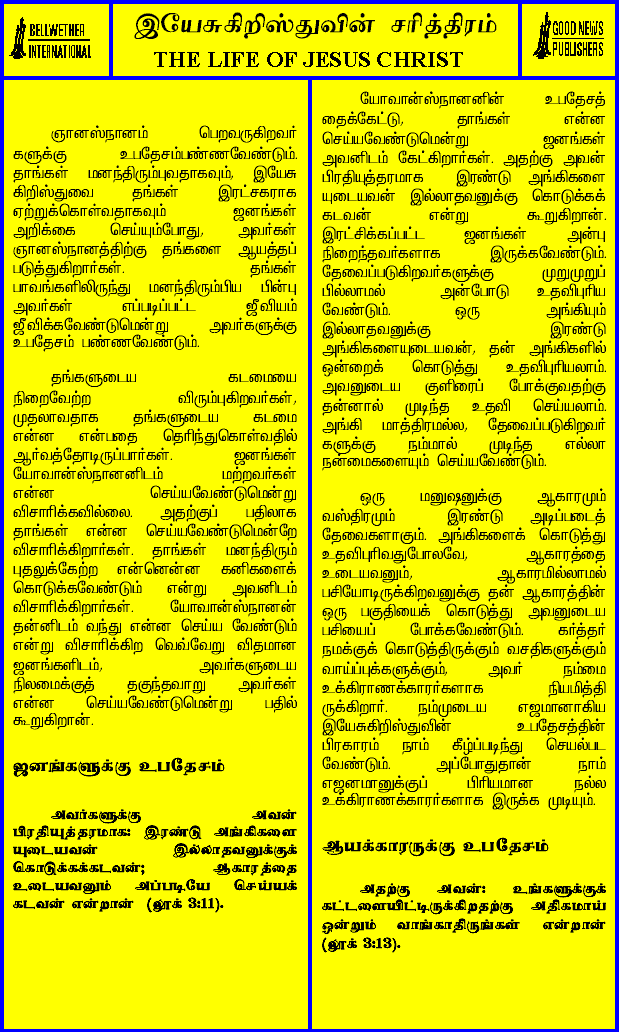 BELLWETHER
INTERNATIONAL
இயேசுகிறிஸ்துவின் சரித்திரம்
THE LIFE OF JESUS CHRIST
GOOD NEWS
PUBLISHERS
ஞானஸ்நானம் பெறவருகிறவர்
களுக்கு உபதேசம்பண்ணவேண்டும்.
தாங்கள் மனந்திரும்புவதாகவும், இயேசு
கிறிஸ்துவை தங்கள் இரட்சகராக
ஏற்றுக்கொள்வதாகவும் ஜனங்கள்
அறிக்கை செய்யும்போது, அவர்கள்
ஞானஸ்நானத்திற்கு தங்களை ஆயத்தப்
படுத்துகிறார்கள். தங்கள்
பாவங்களிலிருந்து மனந்திரும்பிய பின்பு
அவர்கள் எப்படிப்பட்ட ஜீவியம்
ஜீவிக்கவேண்டுமென்று அவர்களுக்கு
உபதேசம் பண்ணவேண்டும்.
தங்களுடைய கடமையை
நிறைவேற்ற விரும்புகிறவர்கள்,
முதலாவதாக தங்களுடைய கடமை
என்ன என்பதை தெரிந்துகொள்வதில்
ஆர்வத்தோடிருப்பார்கள். ஜனங்கள்
யோவான்ஸ்நானனிடம் மற்றவர்கள்
என்ன செய்யவேண்டுமென்று
விசாரிக்கவில்லை. அதற்குப் பதிலாக
தாங்கள் என்ன செய்யவேண்டுமென்றே
விசாரிக்கிறார்கள். தாங்கள் மனந்திரும்
புதலுக்கேற்ற என்னென்ன கனிகளைக்
கொடுக்கவேண்டும் என்று அவனிடம்
விசாரிக்கிறார்கள். யோவான்ஸ்நானன்
தன்னிடம் வந்து என்ன செய்ய வேண்டும்
என்று விசாரிக்கிற வெவ்வேறு விதமான
ஜனங்களிடம், அவர்களுடைய
நிலமைக்குத் தகுந்தவாறு அவர்கள்
என்ன செய்யவேண்டுமென்று பதில்
கூறுகிறான்.
ஜனங்களுக்கு உபதேசம்
அவர்களுக்கு அவன்
பிரதியுத்தரமாக: இரண்டு அங்கிகளை
யுடையவன் இல்லாதவனுக்குக்
கொடுக்கக்கடவன்; ஆகாரத்தை
உடையவனும் அப்படியே செய்யக்
கடவன் என்றான் (லூக் 3:11).
யோவான்ஸ்நானனின் உபதேசத்
தைக்கேட்டு, தாங்கள் என்ன
செய்யவேண்டுமென்று ஜனங்கள்
அவனிடம் கேட்கிறார்கள். அதற்கு அவன்
பிரதியுத்தரமாக இரண்டு அங்கிகளை
யுடையவன் இல்லாதவனுக்கு கொடுக்கக்
கடவன் என்று கூறுகிறான்.
இரட்சிக்கப்பட்ட ஜனங்கள் அன்பு
நிறைந்தவர்களாக இருக்கவேண்டும்.
தேவைப்படுகிறவர்களுக்கு முறுமுறுப்
பில்லாமல் அன்போடு உதவிபுரிய
வேண்டும். ஒரு அங்கியும்
இல்லாதவனுக்கு இரண்டு
அங்கிகளையுடையவன், தன் அங்கிகளில்
ஒன்றைக் கொடுத்து உதவிபுரியலாம்.
அவனுடைய குளிரைப் போக்குவதற்கு
தன்னால் முடிந்த உதவி செய்யலாம்.
அங்கி மாத்திரமல்ல, தேவைப்படுகிறவர்
களுக்கு நம்மால் முடிந்த எல்லா
நன்மைகளையும் செய்யவேண்டும்.
ஒரு மனுஷனுக்கு ஆகாரமும்
வஸ்திரமும் இரண்டு அடிப்படைத்
தேவைகளாகும். அங்கிகளைக் கொடுத்து
உதவிபுரிவதுபோலவே, ஆகாரத்தை
உடையவனும், ஆகாரமில்லாமல்
பசியோடிருக்கிறவனுக்கு தன் ஆகாரத்தின்
ஒரு பகுதியைக் கொடுத்து அவனுடைய
பசியைப் போக்கவேண்டும். கர்த்தர்
நமக்குக் கொடுத்திருக்கும் வசதிகளுக்கும்
வாய்ப்புக்களுக்கும், அவர் நம்மை
உக்கிராணக்காரர்களாக நியமித்தி
ருக்கிறார். நம்முடைய எஜமானாகிய
இயேசுகிறிஸ்துவின் உபதேசத்தின்
பிரகாரம் நாம் கீழ்ப்படிந்து செயல்பட
வேண்டும். அப்போதுதான் நாம்
எஜனமானுக்குப் பிரியமான நல்ல
உக்கிராணக்காரர்களாக இருக்க முடியும்.
ஆயக்காரருக்கு உபதேசம்
அதற்கு அவன்: உங்களுக்குக்
கட்டளையிட்டிருக்கிறதற்கு அதிகமாய்
ஒன்றும் வாங்காதிருங்கள் என்றான்
(லூக் 3:13).